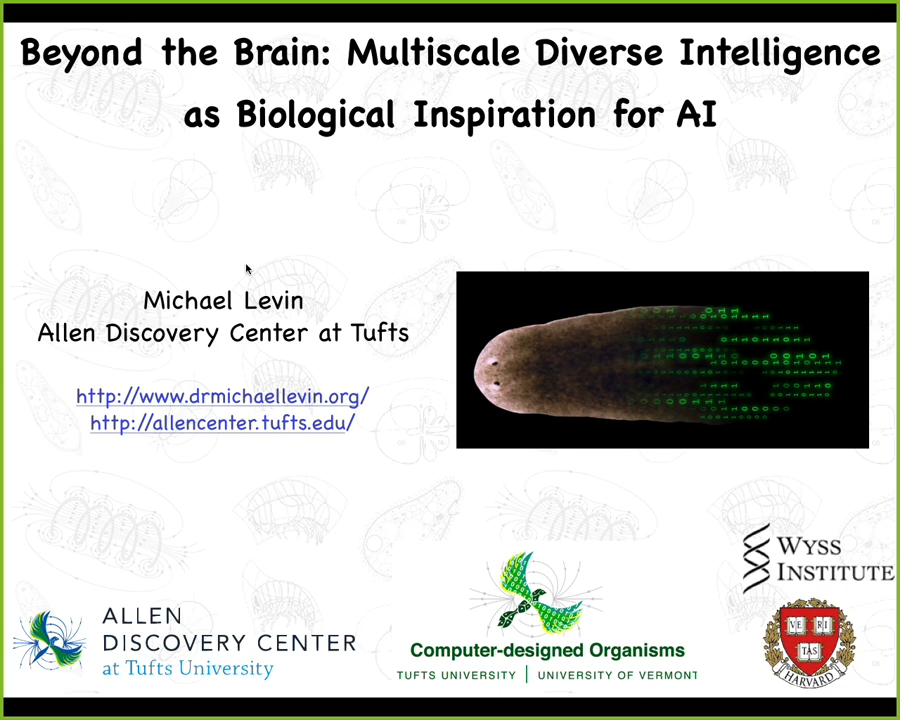 Beyond the Brain: Multiscale Diverse Intelligence
as Biological Inspiration for AI
Michael Levin
Allen Discovery Center at Tufts
http://www.drmichaellevin.org/
http://allencenter.tufts.edu/
WYSS
INSTITUTE
ALLEN
DISCOVERY CENTER
at Tufts University
Computer-designed Organisms
TUFTS UNIVERSITY | UNIVERSITY OF VERMONT
VE RI
TAS
HARVARD